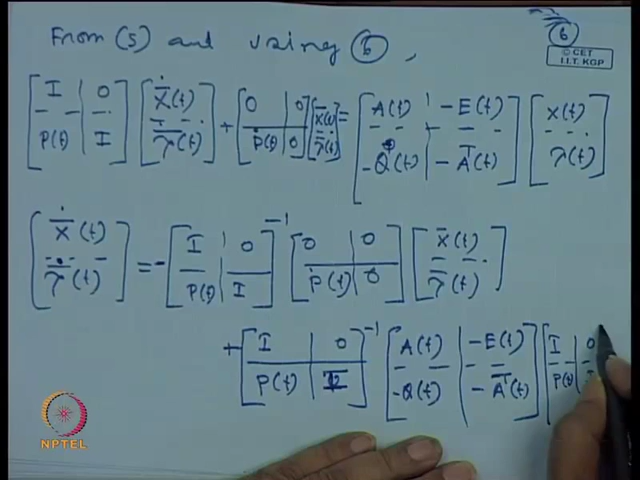 From (5) and using ⑥,
⑥
© CET
I.I.T. KGP
[I | 0 ; P(t) | I] [ẋ̄(t) ; λ̄̇(t)] + [0 | 0 ; Ṗ(t) | 0] [x̄(t) ; λ̄(t)] = [A(t) | -E(t) ; -Q(t) | -Aᵀ(t)] [x(t) ; λ(t)]
[ẋ̄(t) ; λ̄̇(t)] = -[I | 0 ; P(t) | I]⁻¹ [0 | 0 ; Ṗ(t) | 0] [x̄(t) ; λ̄(t)]
+ [I | 0 ; P(t) | I]⁻¹ [A(t) | -E(t) ; -Q(t) | -Aᵀ(t)] [I | 0 ; P(t) |
NPTEL